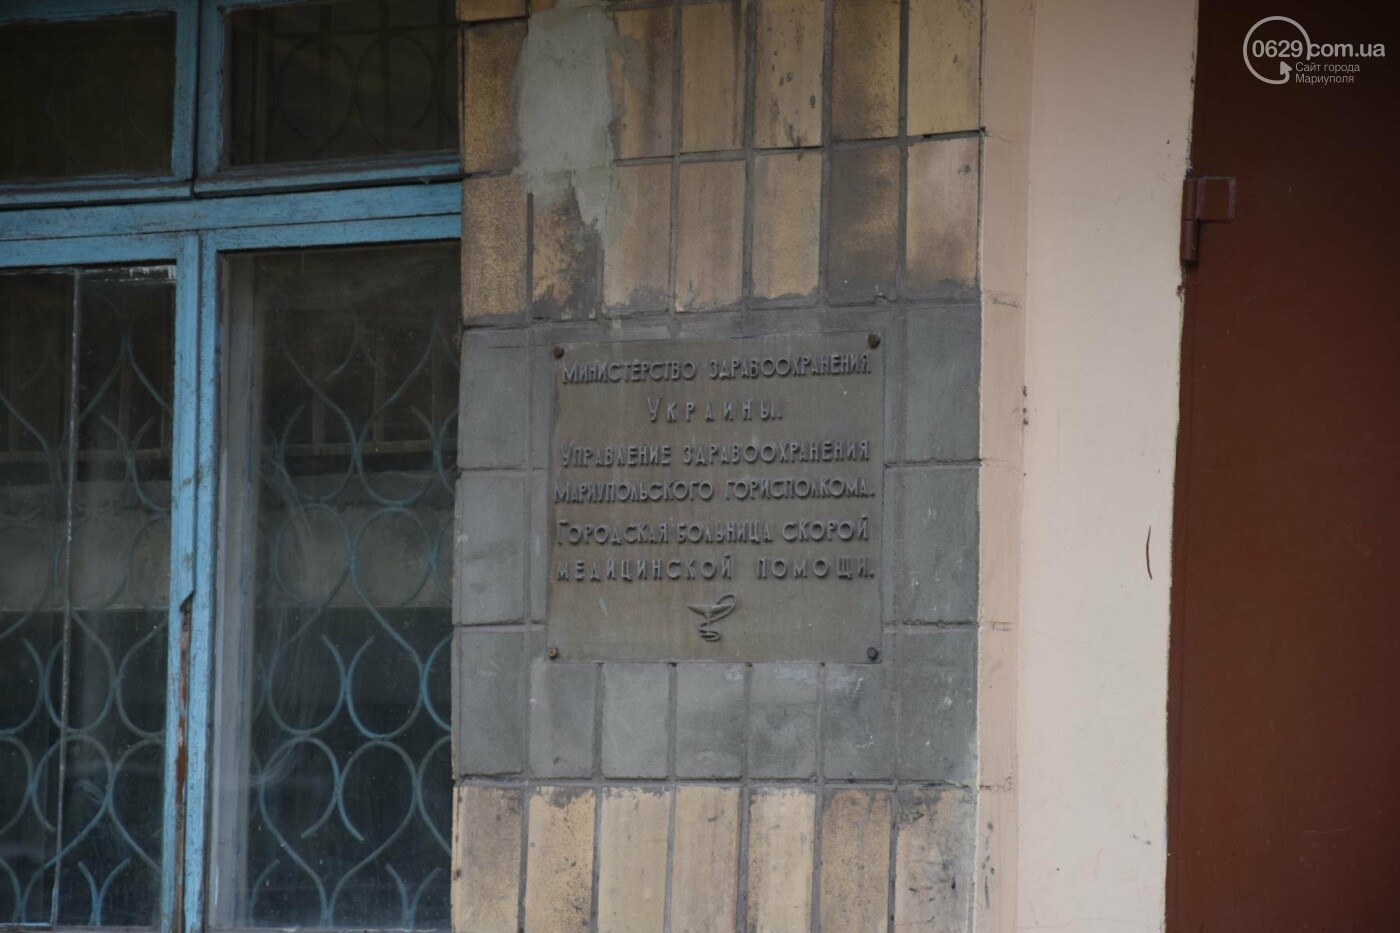 0629.com.ua
Сайт города
Мариуполя
МИНИСТЕРСТВО ЗДРАВООХРАНЕНИЯ
УКРАИНЫ.
УПРАВЛЕНИЕ ЗДРАВООХРАНЕНИЯ
МАРИУПОЛЬСКОГО ГОРИСПОЛКОМА.
ГОРОДСКАЯ БОЛЬНИЦА СКОРОЙ
МЕДИЦИНСКОЙ ПОМОЩИ.